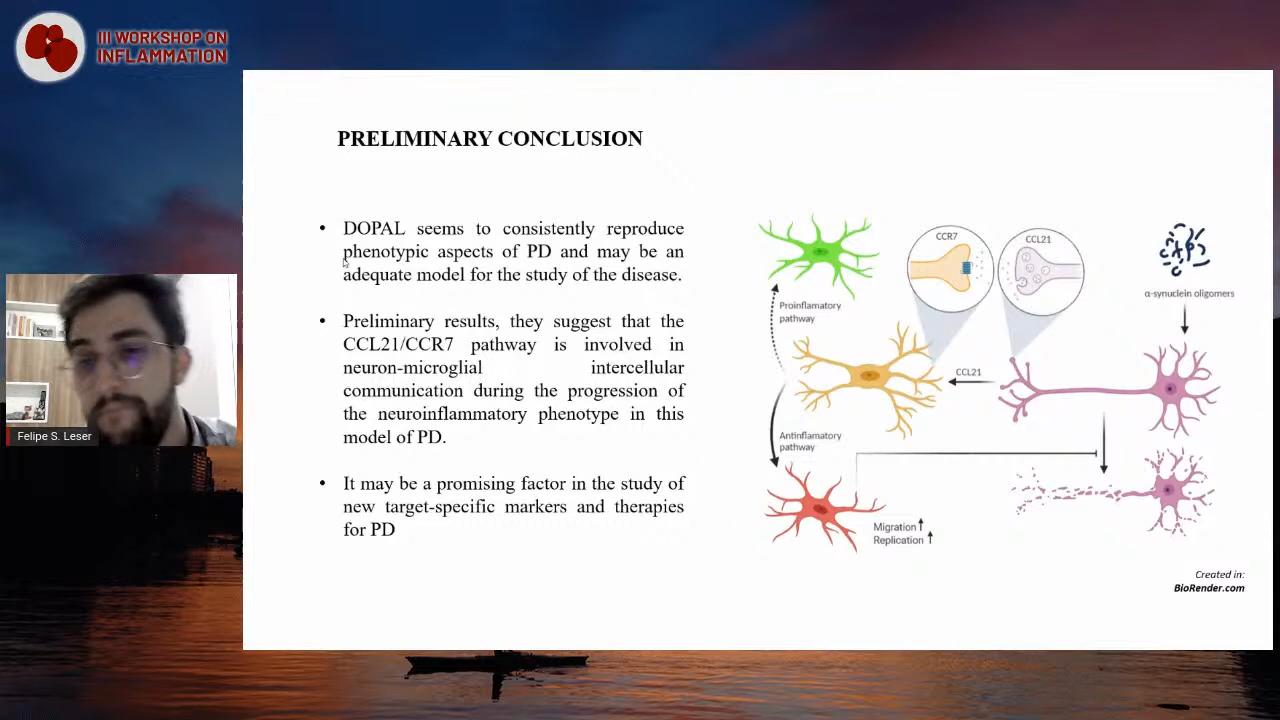 III WORKSHOP ON
INFLAMMATION
PRELIMINARY CONCLUSION
• DOPAL seems to consistently reproduce
phenotypic aspects of PD and may be an
adequate model for the study of the disease.
• Preliminary results, they suggest that the
CCL21/CCR7 pathway is involved in
neuron-microglial intercellular
communication during the progression of
the neuroinflammatory phenotype in this
model of PD.
• It may be a promising factor in the study of
new target-specific markers and therapies
for PD
CCR7
CCL21
α-synuclein oligomers
Proinflamatory
pathway
CCL21
Antinflamatory
pathway
Migration
Replication
Created in:
BioRender.com
Felipe S. Leser